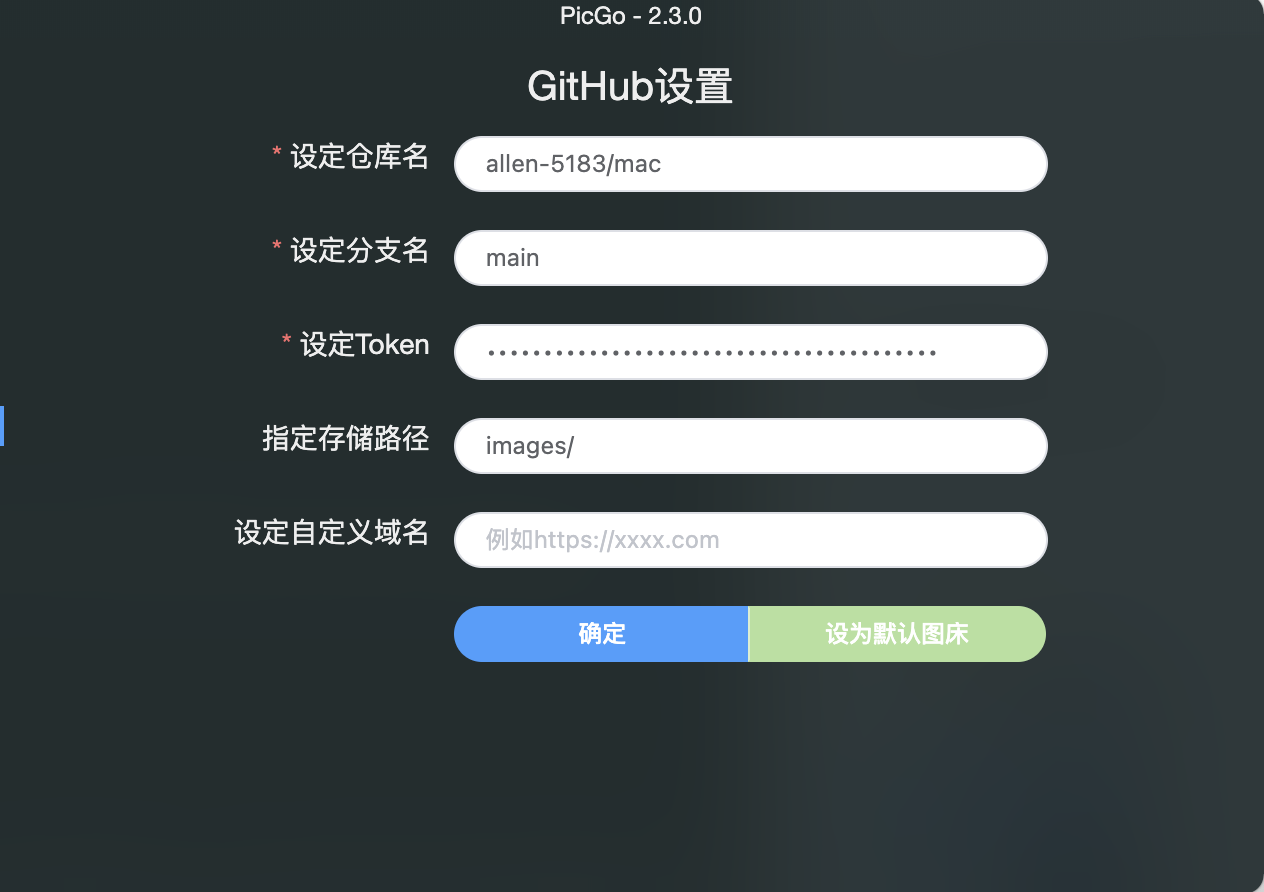 PicGo - 2.3.0
GitHub设置
* 设定仓库名 allen-5183/mac
* 设定分支名 main
* 设定Token ••••••••••••••••••••••••••••••••••••••••
指定存储路径 images/
设定自定义域名 例如https://xxxx.com
确定 设为默认图床